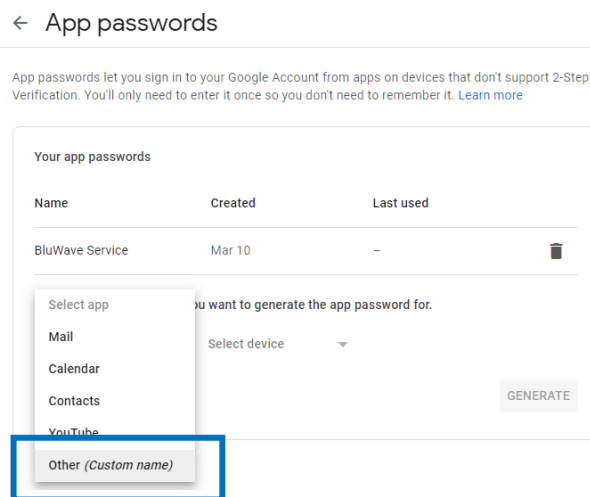 ← App passwords
App passwords let you sign in to your Google Account from apps on devices that don't support 2-Step
Verification. You'll only need to enter it once so you don't need to remember it. Learn more
Your app passwords
Name Created Last used
BluWave Service Mar 10 –
Select app
you want to generate the app password for.
Mail
Select device
Calendar
Contacts
GENERATE
YouTube
Other (Custom name)